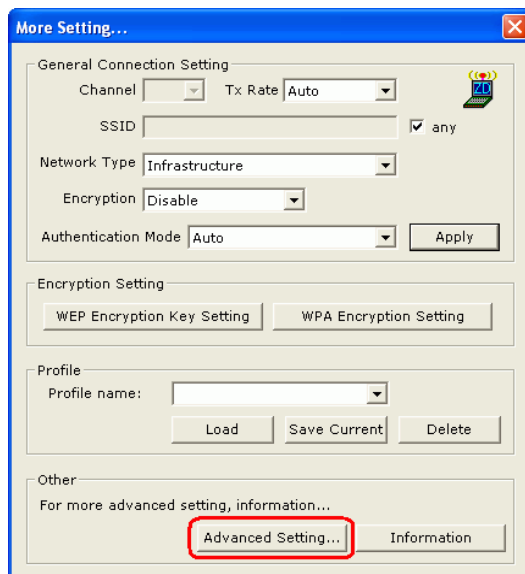 More Setting...
General Connection Setting
Channel Tx Rate Auto
ZD
SSID any
Network Type Infrastructure
Encryption Disable
Authentication Mode Auto Apply
Encryption Setting
WEP Encryption Key Setting WPA Encryption Setting
Profile
Profile name:
Load Save Current Delete
Other
For more advanced setting, information...
Advanced Setting... Information